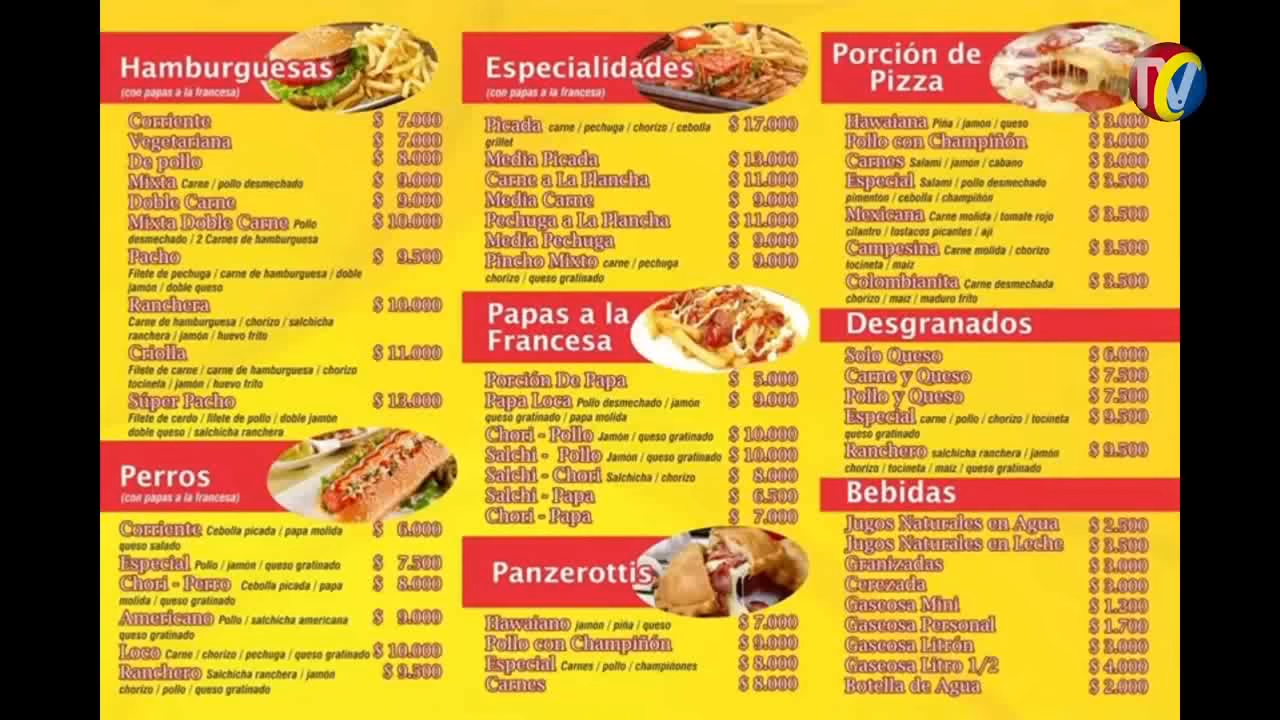 Hamburguesas
(con papas a la francesa)
Corriente $ 7.000
Vegetariana $ 7.000
De pollo $ 8.000
Mixta Carne / pollo desmechado $ 9.000
Doble Carne $ 9.000
Mixta Doble Carne Pollo $ 10.000
desmechado / 2 Carnes de hamburguesa
Pacho $ 9.500
Filete de pechuga / carne de hamburguesa / doble
jamón / doble queso
Ranchera $ 10.000
Carne de hamburguesa / chorizo / salchicha
ranchera / jamón / huevo frito
Criolla $ 11.000
Filete de carne / carne de hamburguesa / chorizo
tocineta / jamón / huevo frito
Súper Pacho $ 13.000
Filete de cerdo / filete de pollo / doble jamón
doble queso / salchicha ranchera
Perros
(con papas a la francesa)
Corriente Cebolla picada / papa molida $ 6.000
queso salado
Especial Pollo / jamón / queso gratinado $ 7.500
Chori - Perro Cebolla picada / papa $ 8.000
molida / queso gratinado
Americano Pollo / salchicha americana $ 9.000
queso gratinado
Loco Carne / chorizo / pechuga / queso gratinado $ 10.000
Ranchero Salchicha ranchera / jamón $ 9.500
chorizo / pollo / queso gratinado
Especialidades
(con papas a la francesa)
Picada carne / pechuga / chorizo / cebolla $ 17.000
grillet
Media Picada $ 13.000
Carne a La Plancha $ 11.000
Media Carne $ 9.000
Pechuga a La Plancha $ 11.000
Media Pechuga $ 9.000
Pincho Mixto carne / pechuga $ 9.000
chorizo / queso gratinado
Papas a la
Francesa
Porción De Papa $ 5.000
Papa Loca Pollo desmechado / jamón $ 9.000
queso gratinado / papa molida
Chori - Pollo Jamón / queso gratinado $ 10.000
Salchi - Pollo Jamón / queso gratinado $ 10.000
Salchi - Chori Salchicha / chorizo $ 8.000
Salchi - Papa $ 6.500
Chori - Papa $ 7.000
Panzerottis
Hawaiano jamón / piña / queso $ 7.000
Pollo con Champiñón $ 9.000
Especial Carnes / pollo / champiñones $ 8.000
Carnes $ 8.000
Porción de
Pizza
TVC
Hawaiana Piña / jamon / queso $ 3.000
Pollo con Champiñón $ 3.000
Carnes Salami / jamón / cabano $ 3.000
Especial Salami / pollo desmechado $ 3.500
pimentón / cebolla / champiñón
Mexicana Carne molida / tomate rojo $ 3.500
cilantro / tostacos picantes / aji
Campesina Carne molida / chorizo $ 3.500
tocineta / maiz
Colombianita Carne desmechada $ 3.500
chorizo / maiz / maduro frito
Desgranados
Solo Queso $ 6.000
Carne y Queso $ 7.500
Pollo y Queso $ 7.500
Especial carne / pollo / chorizo / tocineta $ 9.500
queso gratinado
Ranchero salchicha ranchera / jamón $ 9.500
chorizo / tocineta / maiz / queso gratinado
Bebidas
Jugos Naturales en Agua $ 2.500
Jugos Naturales en Leche $ 3.500
Granizadas $ 3.000
Cerezada $ 3.000
Gaseosa Mini $ 1.200
Gaseosa Personal $ 1.700
Gaseosa Litrón $ 3.000
Gaseosa Litro 1/2 $ 4.000
Botella de Agua $ 2.000